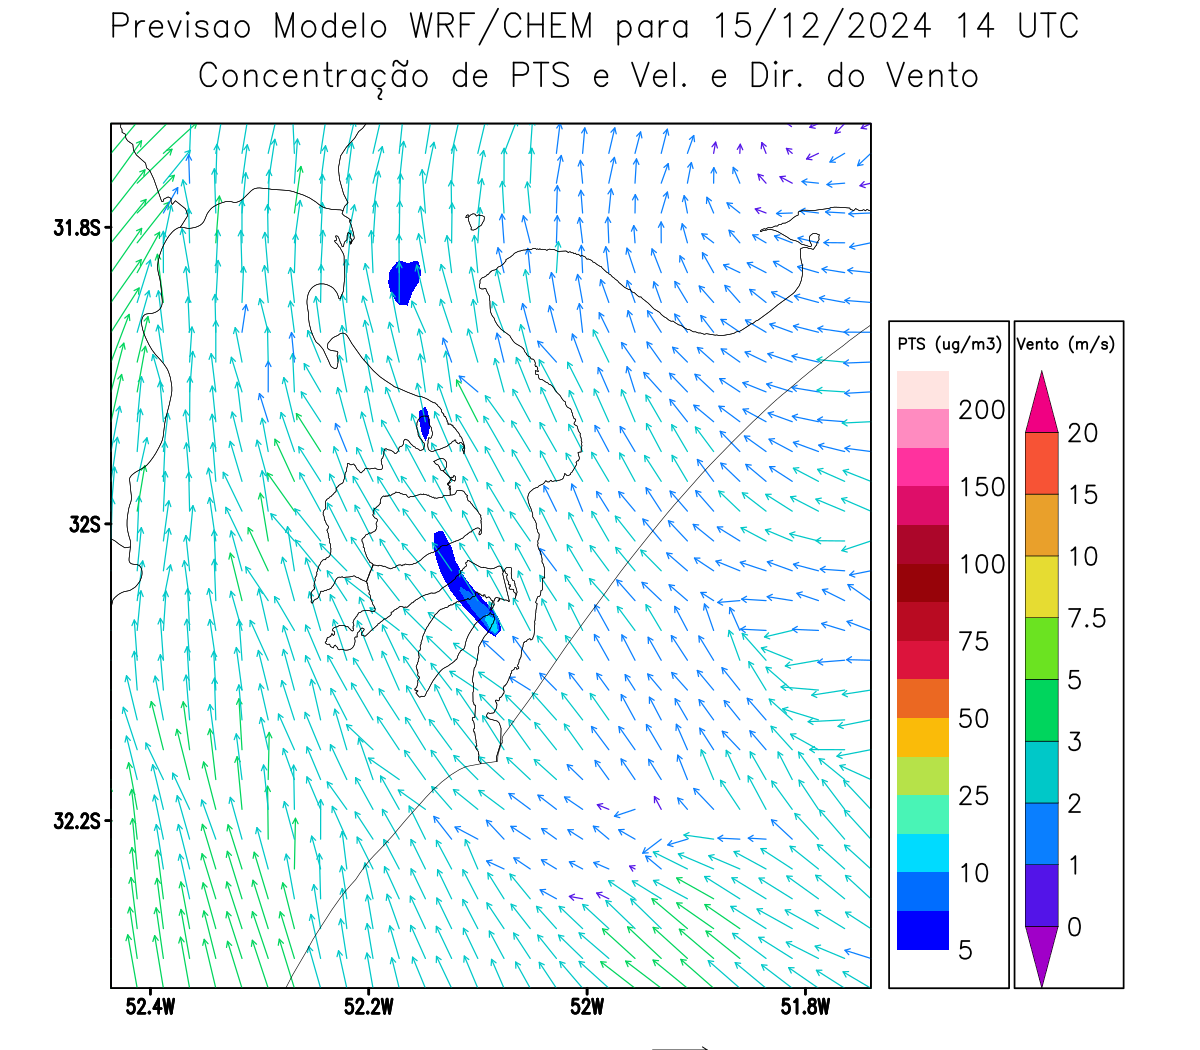 Previsao Modelo WRF/CHEM para 15/12/2024 14 UTC
Concentração de PTS e Vel. e Dir. do Vento
31.8S
32S
32.2S
52.4W
52.2W
52W
51.8W
PTS (ug/m3)
200
150
100
75
50
25
10
5
Vento (m/s)
20
15
10
7.5
5
3
2
1
0